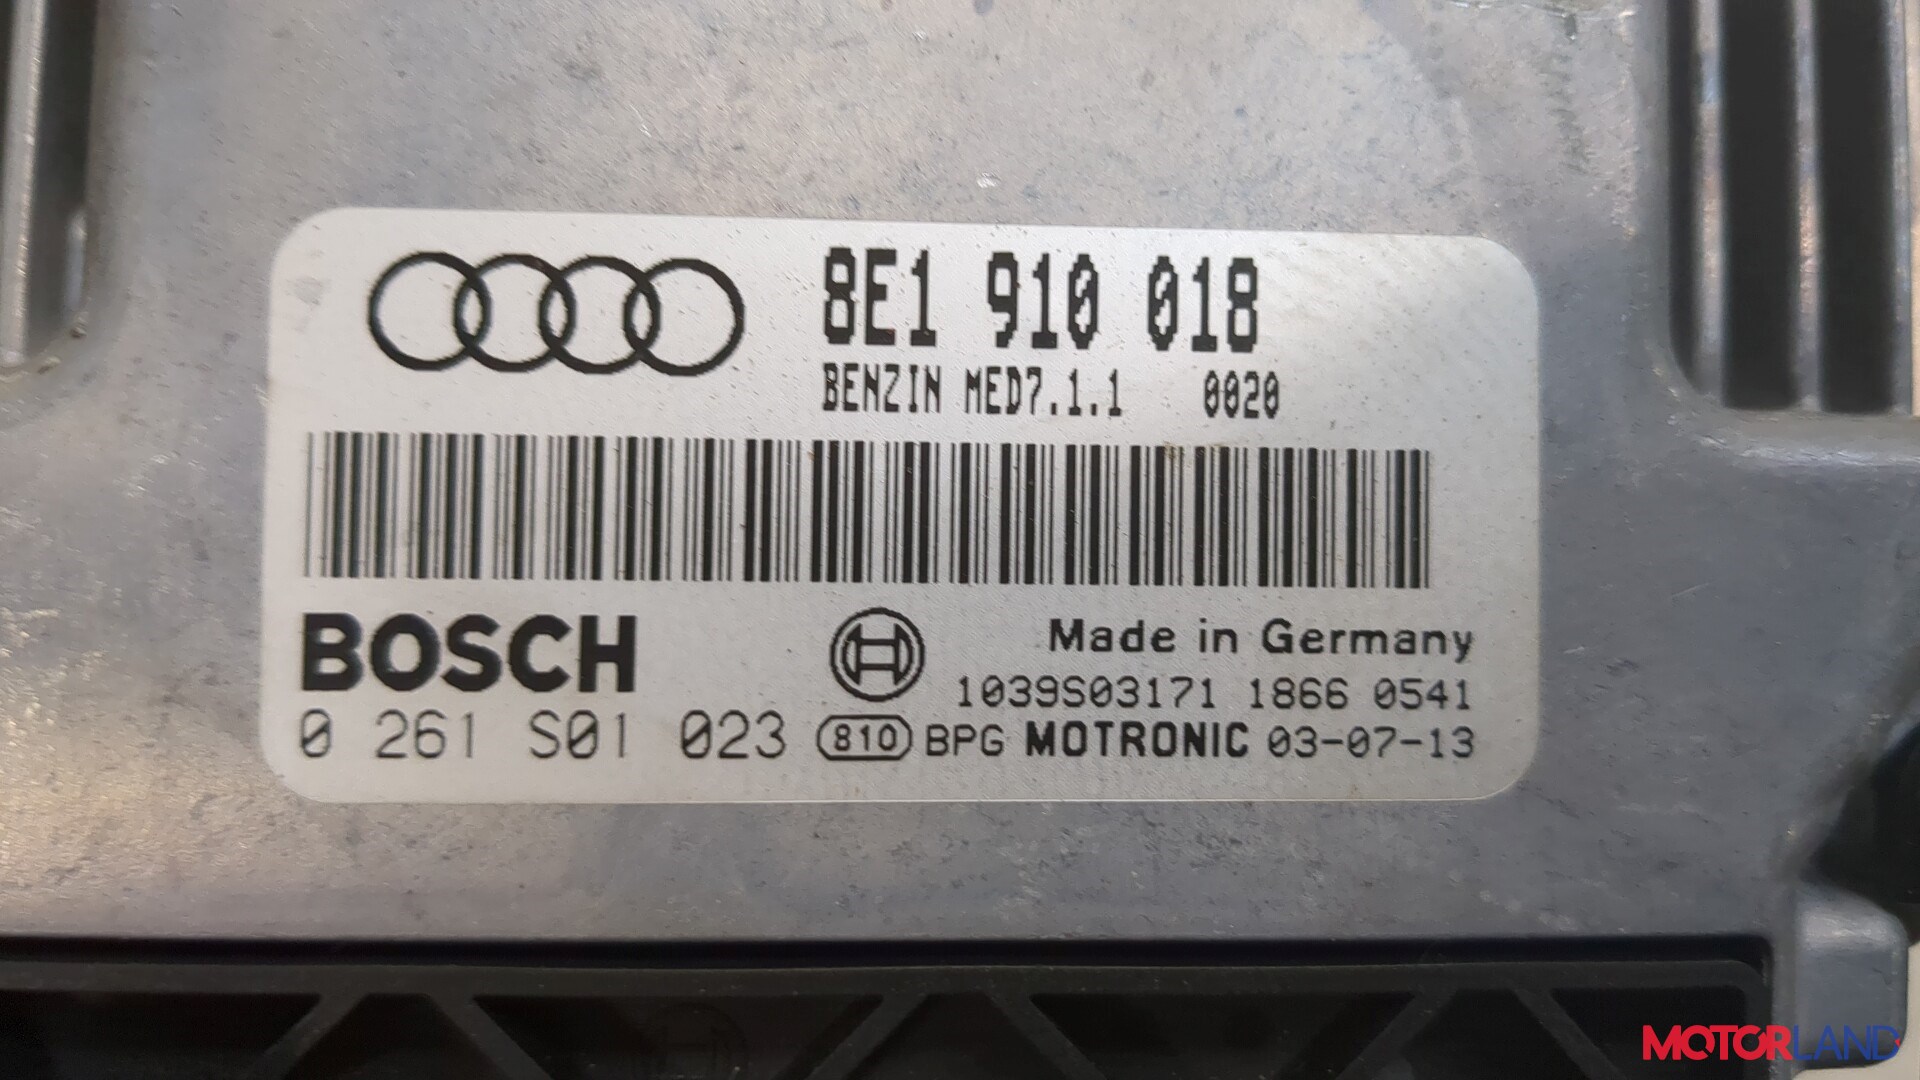 8E1 910 018
BENZIN MED7.1.1 0020
BOSCH
Made in Germany
1039S03171 1866 0541
0 261 S01 023 810 BPG MOTRONIC 03-07-13
MOTORLAND